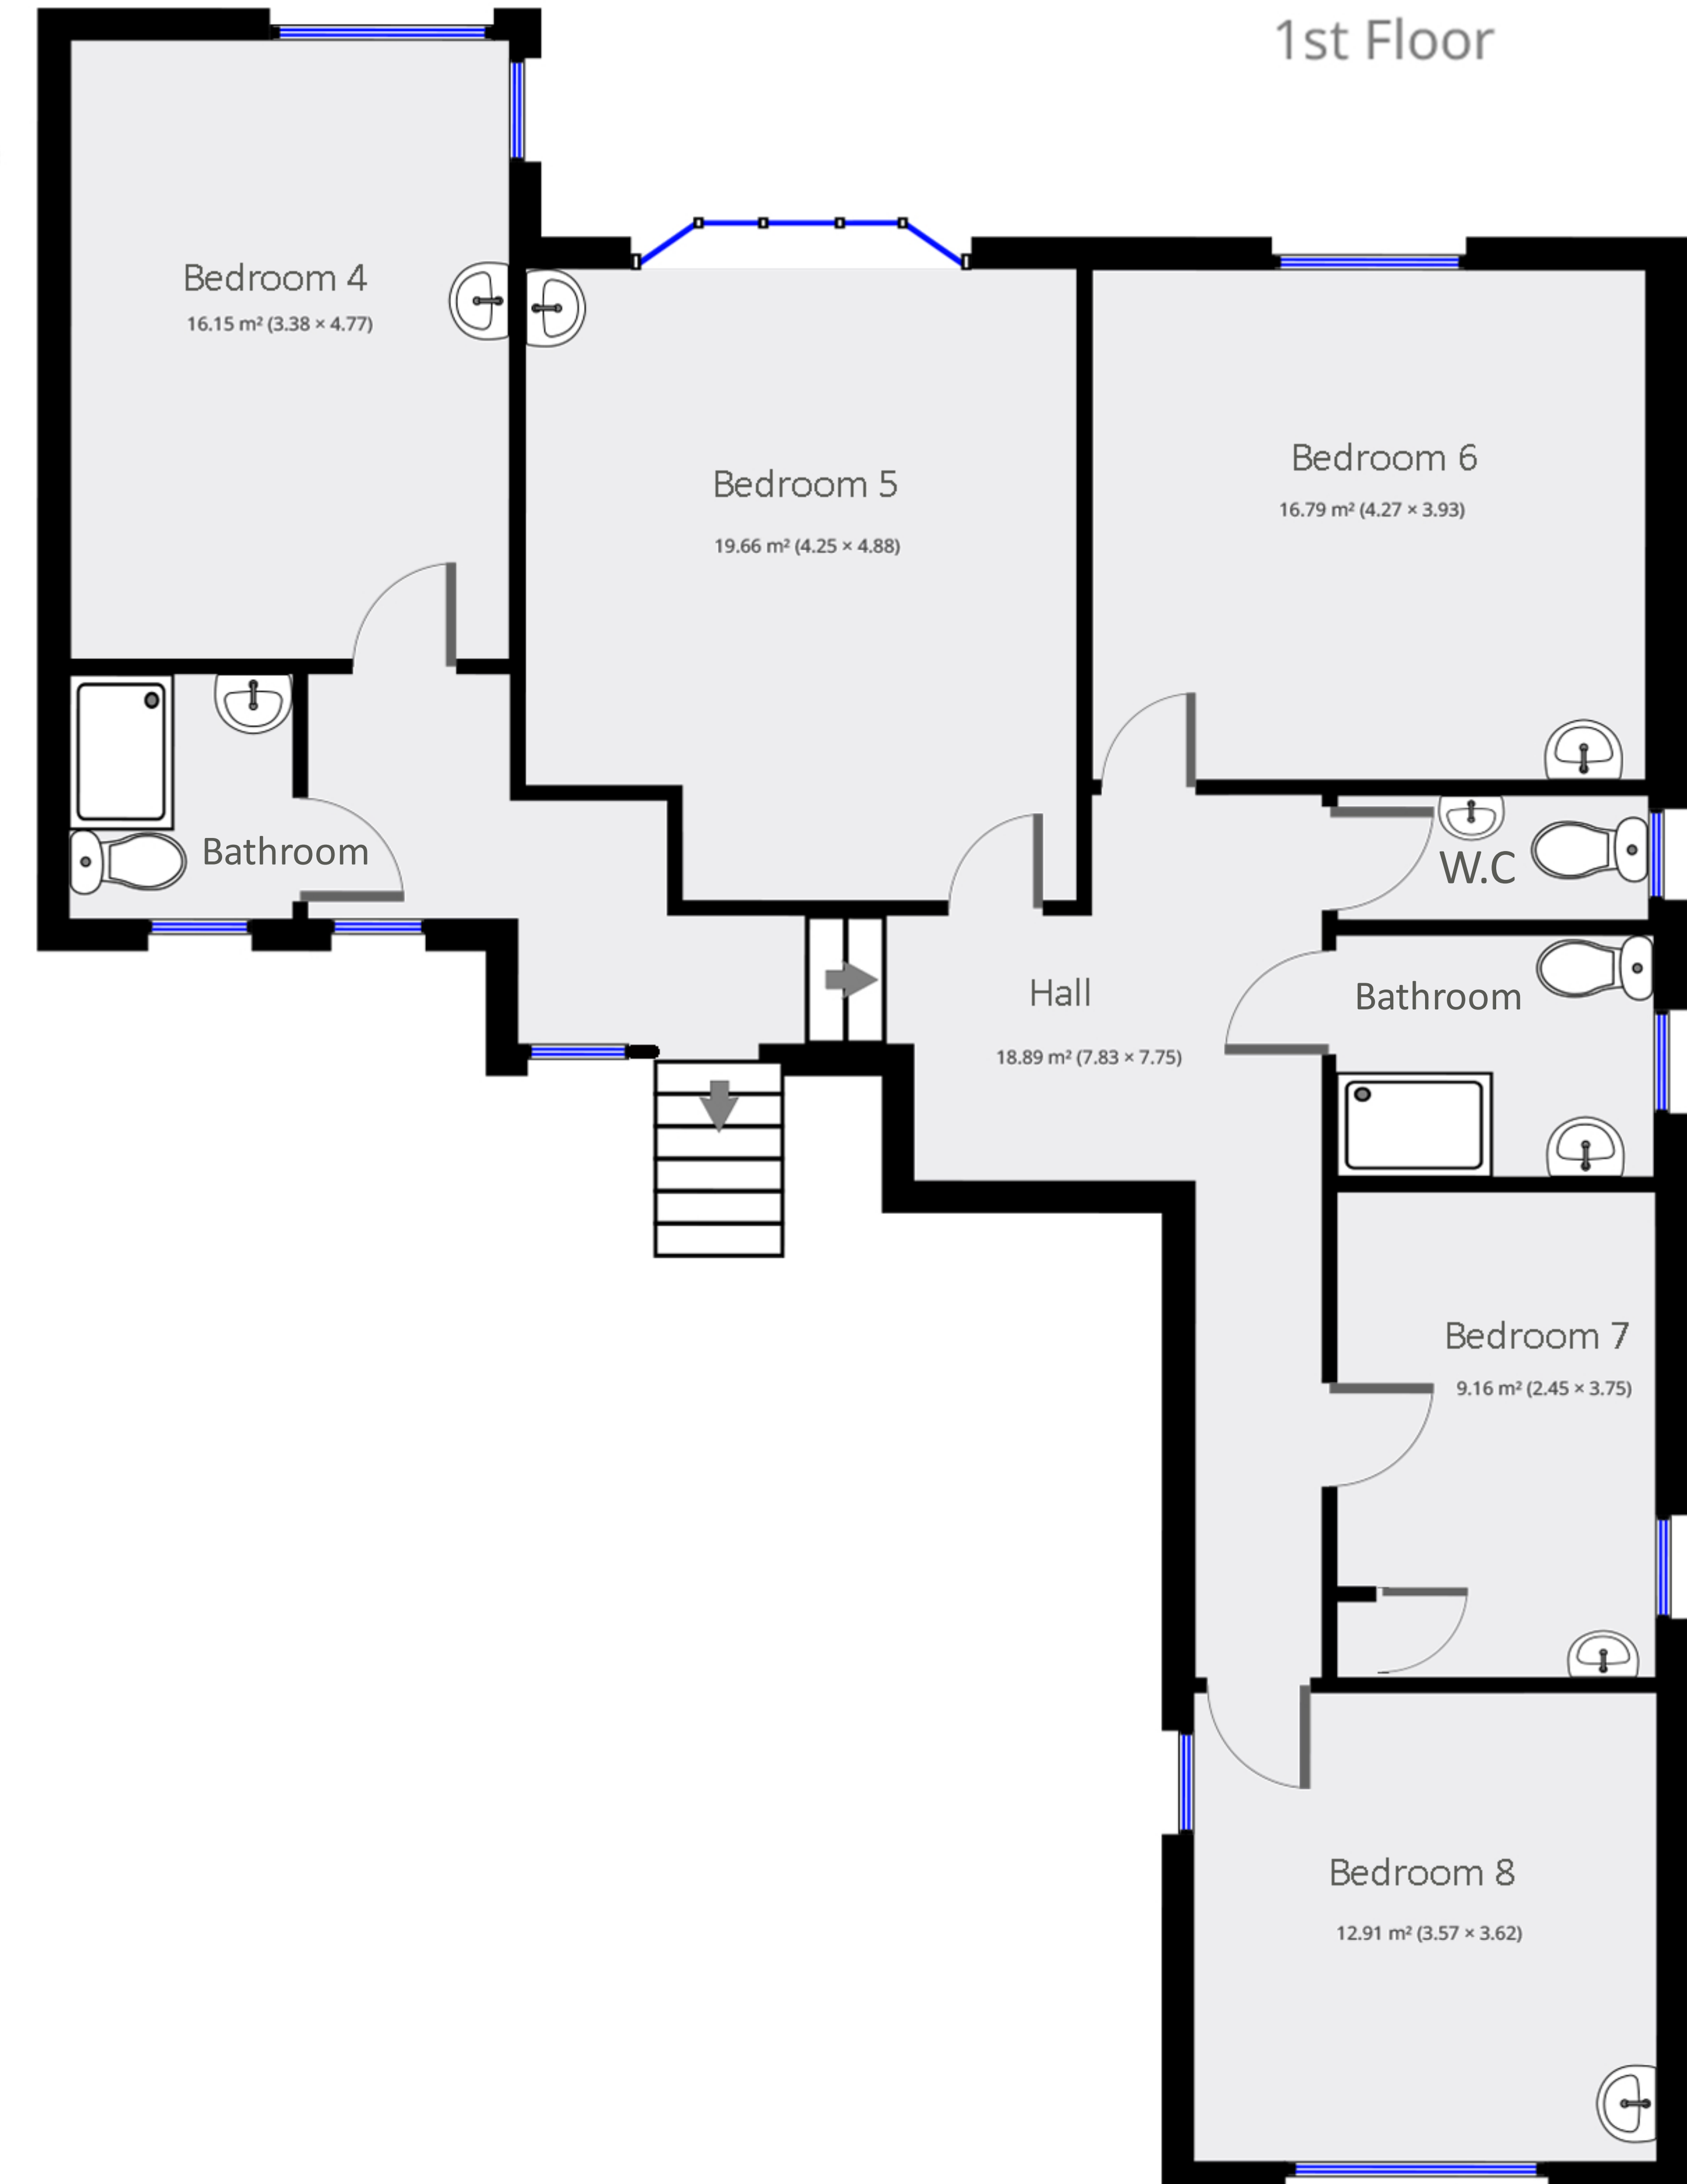 1st Floor
Bedroom 4
16.15 m² (3.38 × 4.77)
Bedroom 5
19.66 m² (4.25 × 4.88)
Bedroom 6
16.79 m² (4.27 × 3.93)
Bathroom
W.C
Hall
18.89 m² (7.83 × 7.75)
Bathroom
Bedroom 7
9.16 m² (2.45 × 3.75)
Bedroom 8
12.91 m² (3.57 × 3.62)